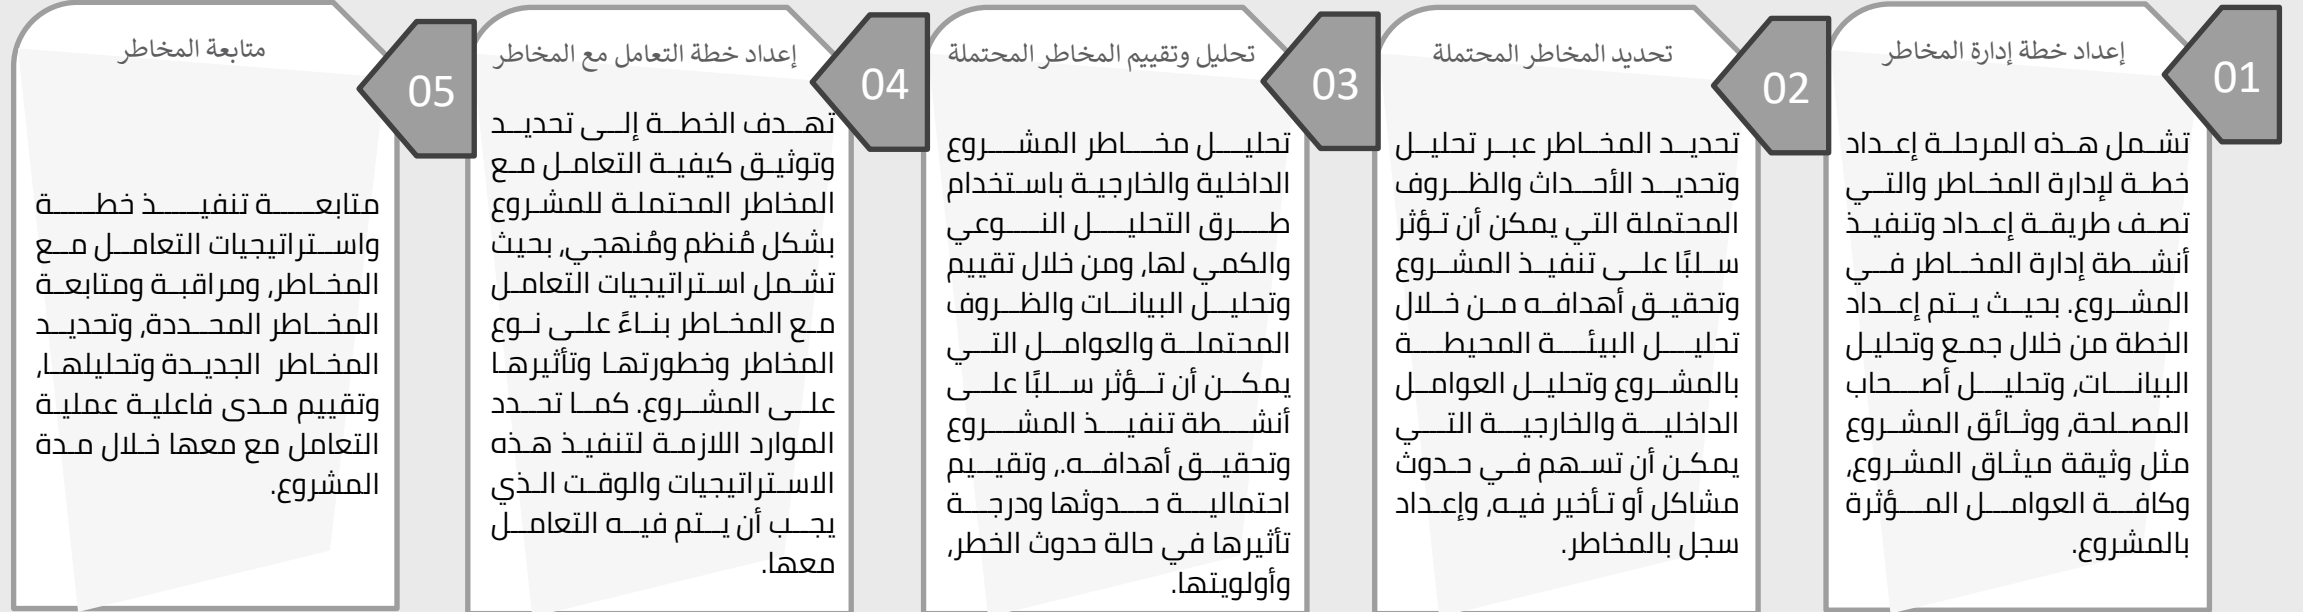 01
إعداد خطة إدارة المخاطر
تشمل هذه المرحلة إعداد
خطة لإدارة المخاطر والتي
تصف طريقة إعداد وتنفيذ
أنشطة إدارة المخاطر في
المشروع. بحيث يتم إعداد
الخطة من خلال جمع وتحليل
البيانات، وتحليل أصحاب
المصلحة، ووثائق المشروع
مثل وثيقة ميثاق المشروع،
وكافة العوامل المؤثرة
بالمشروع.
02
تحديد المخاطر المحتملة
تحديد المخاطر عبر تحليل
وتحديد الأحداث والظروف
المحتملة التي يمكن أن تؤثر
سلبًا على تنفيذ المشروع
وتحقيق أهدافه من خلال
تحليل البيئة المحيطة
بالمشروع وتحليل العوامل
الداخلية والخارجية التي
يمكن أن تسهم في حدوث
مشاكل أو تأخير فيه، وإعداد
سجل بالمخاطر.
03
تحليل وتقييم المخاطر المحتملة
تحليل مخاطر المشروع
الداخلية والخارجية باستخدام
طرق التحليل النوعي
والكمي لها، ومن خلال تقييم
وتحليل البيانات والظروف
المحتملة والعوامل التي
يمكن أن تؤثر سلبًا على
أنشطة تنفيذ المشروع
وتحقيق أهدافه.، وتقييم
احتمالية حدوثها ودرجة
تأثيرها في حالة حدوث الخطر،
وأولويتها.
04
إعداد خطة التعامل مع المخاطر
تهدف الخطة إلى تحديد
وتوثيق كيفية التعامل مع
المخاطر المحتملة للمشروع
بشكل مُنظم ومُنهجي، بحيث
تشمل استراتيجيات التعامل
مع المخاطر بناءً على نوع
المخاطر وخطورتها وتأثيرها
على المشروع. كما تحدد
الموارد اللازمة لتنفيذ هذه
الاستراتيجيات والوقت الذي
يجب أن يتم فيه التعامل
معها.
05
متابعة المخاطر
متابعة تنفيذ خطة
واستراتيجيات التعامل مع
المخاطر، ومراقبة ومتابعة
المخاطر المحددة، وتحديد
المخاطر الجديدة وتحليلها،
وتقييم مدى فاعلية عملية
التعامل مع معها خلال مدة
المشروع.